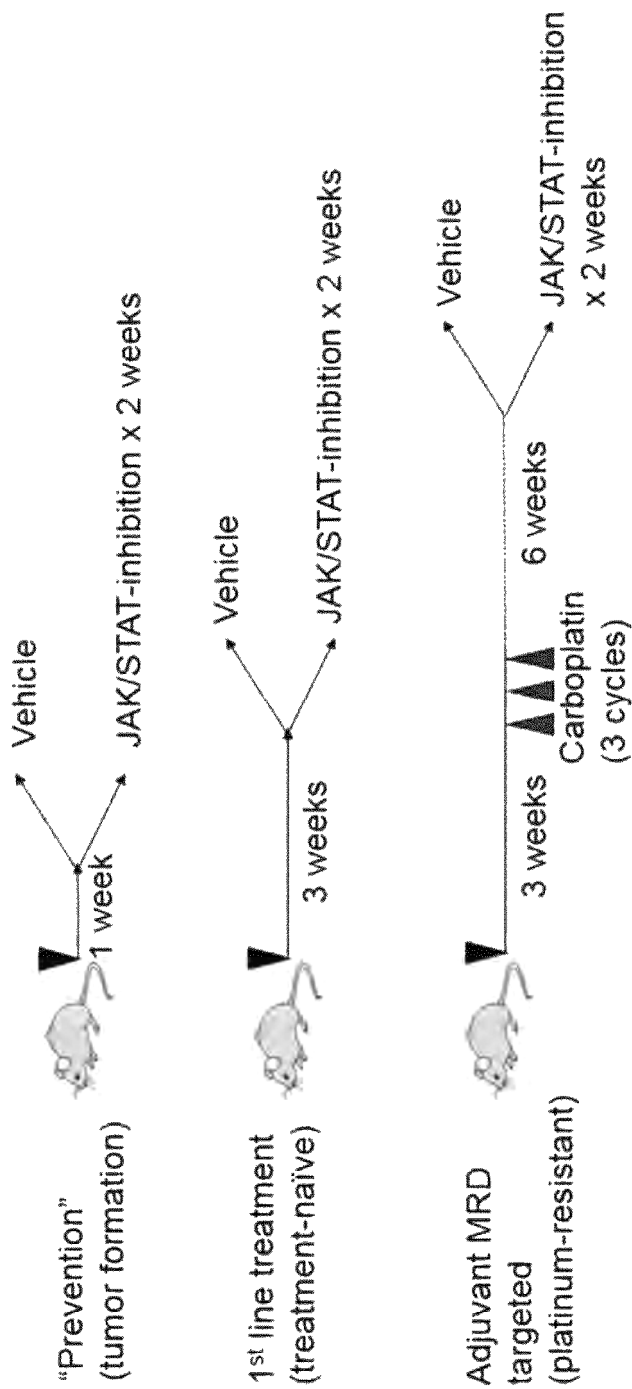 “Prevention”
(tumor formation)
1 week
Vehicle
JAK/STAT-inhibition x 2 weeks
1st line treatment
(treatment-naïve)
3 weeks
Vehicle
JAK/STAT-inhibition x 2 weeks
Adjuvant MRD
targeted
(platinum-resistant)
3 weeks
Carboplatin
(3 cycles)
6 weeks
Vehicle
JAK/STAT-inhibition
x 2 weeks